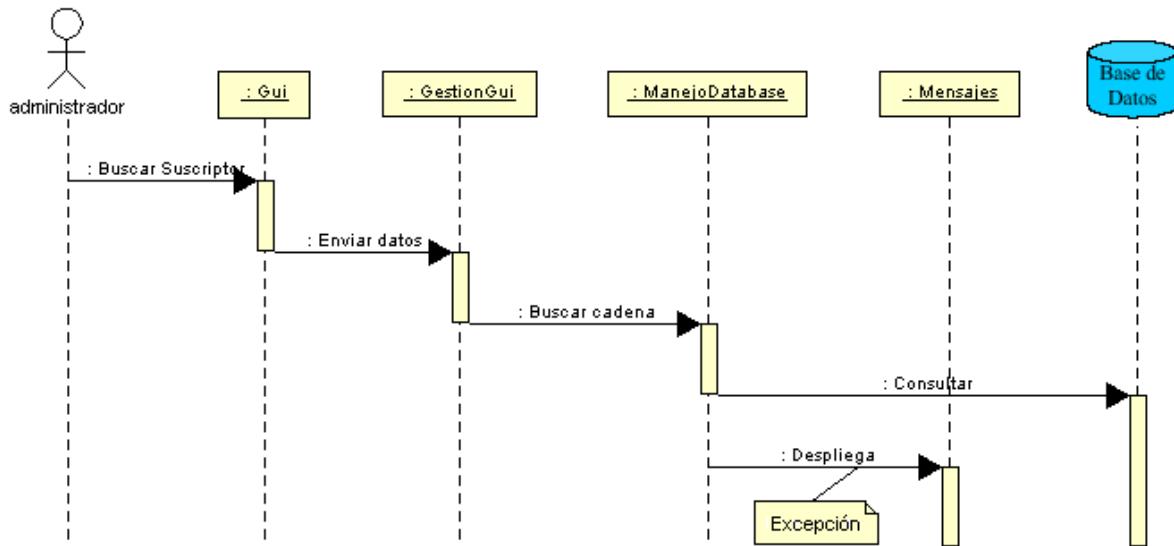 administrador
: Gui
: GestionGui
: ManejoDatabase
: Mensajes
Base de
Datos
: Buscar Suscriptor
: Enviar datos
: Buscar cadena
: Consultar
: Despliega
Excepción